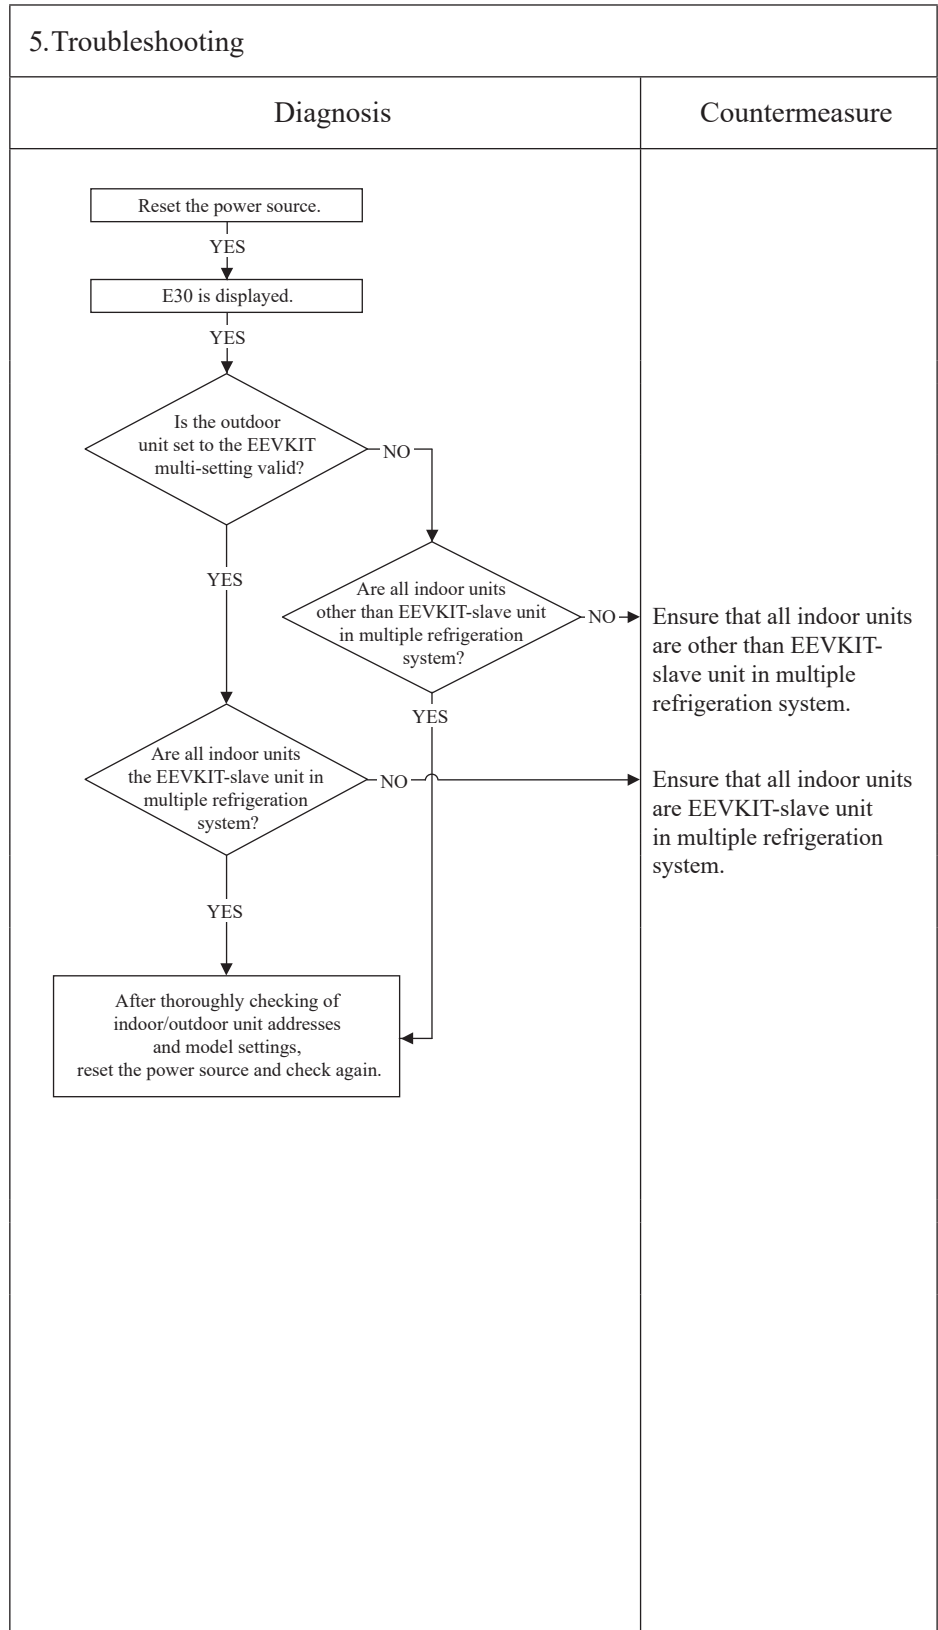 5.Troubleshooting
Diagnosis
Countermeasure
Reset the power source.
YES
E30 is displayed.
YES
Is the outdoor
unit set to the EEVKIT
multi-setting valid?
NO
YES
Are all indoor units
other than EEVKIT-slave unit
in multiple refrigeration
system?
NO
Ensure that all indoor units
are other than EEVKIT-
slave unit in multiple
refrigeration system.
YES
Are all indoor units
the EEVKIT-slave unit in
multiple refrigeration
system?
NO
Ensure that all indoor units
are EEVKIT-slave unit
in multiple refrigeration
system.
YES
After thoroughly checking of
indoor/outdoor unit addresses
and model settings,
reset the power source and check again.